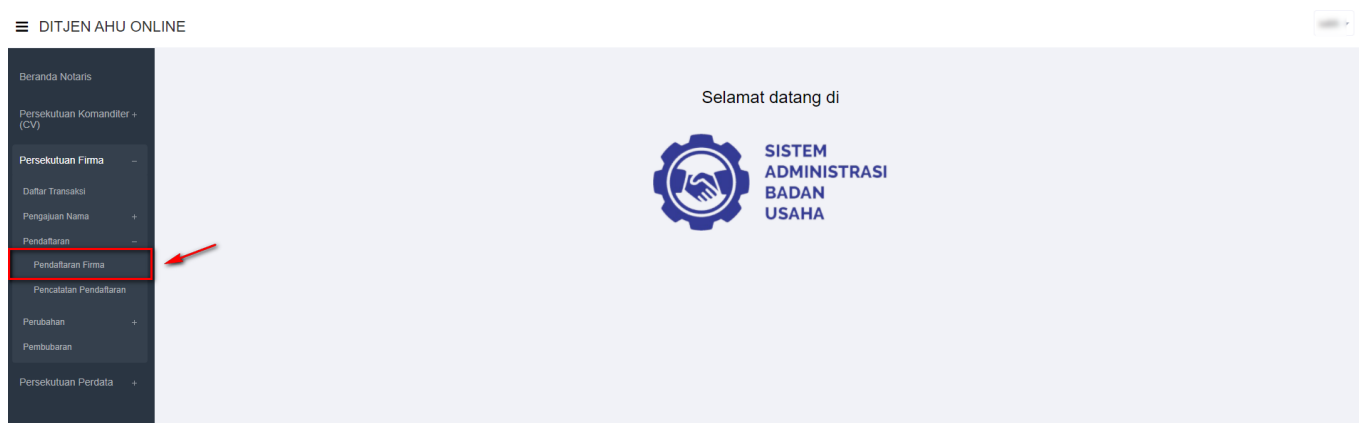 ≡ DITJEN AHU ONLINE
Beranda Notaris
Persekutuan Komanditer +
(CV)
Persekutuan Firma –
Daftar Transaksi
Pengajuan Nama +
Pendaftaran –
Pendaftaran Firma
Pencatatan Pendaftaran
Perubahan +
Pembubaran
Persekutuan Perdata +
Selamat datang di
SISTEM
ADMINISTRASI
BADAN
USAHA